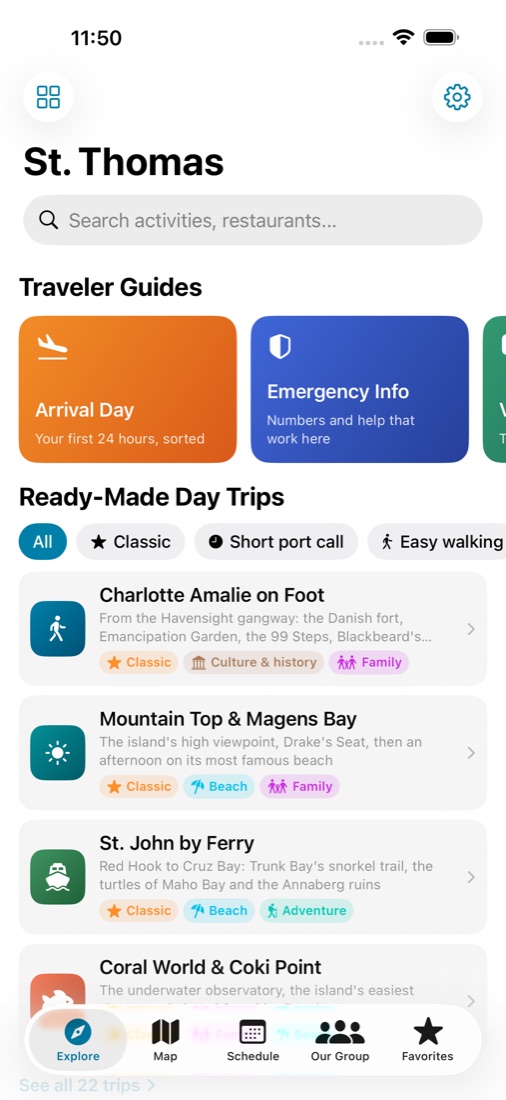 11:50
St. Thomas
Search activities, restaurants...
Traveler Guides
Arrival Day
Your first 24 hours, sorted
Emergency Info
Numbers and help that
work here
Ready-Made Day Trips
All
Classic
Short port call
Easy walking
Charlotte Amalie on Foot
From the Havensight gangway: the Danish fort,
Emancipation Garden, the 99 Steps, Blackbeard's...
Classic
Culture & history
Family
Mountain Top & Magens Bay
The island's high viewpoint, Drake's Seat, then an
afternoon on its most famous beach
Classic
Beach
Family
St. John by Ferry
Red Hook to Cruz Bay: Trunk Bay's snorkel trail, the
turtles of Maho Bay and the Annaberg ruins
Classic
Beach
Adventure
Coral World & Coki Point
The underwater observatory, the island's easiest
Explore
Map
Schedule
Our Group
Favorites
See all 22 trips